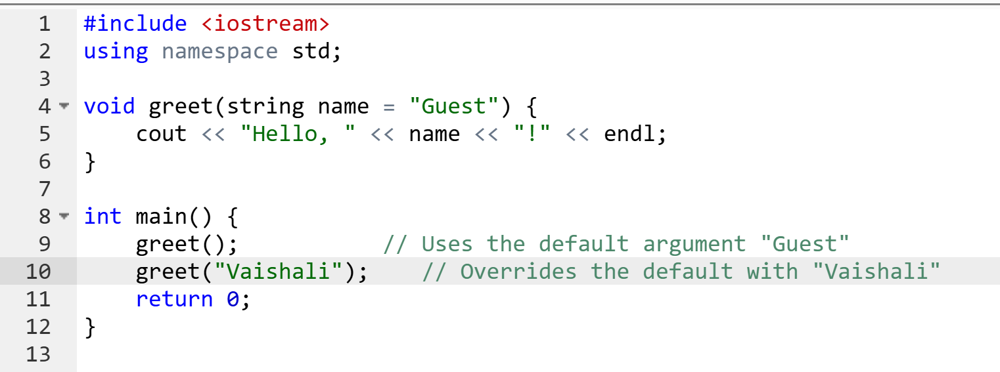 1 #include <iostream>
2 using namespace std;
3
4 void greet(string name = "Guest") {
5     cout << "Hello, " << name << "!" << endl;
6 }
7
8 int main() {
9     greet();           // Uses the default argument "Guest"
10     greet("Vaishali");    // Overrides the default with "Vaishali"
11     return 0;
12 }
13